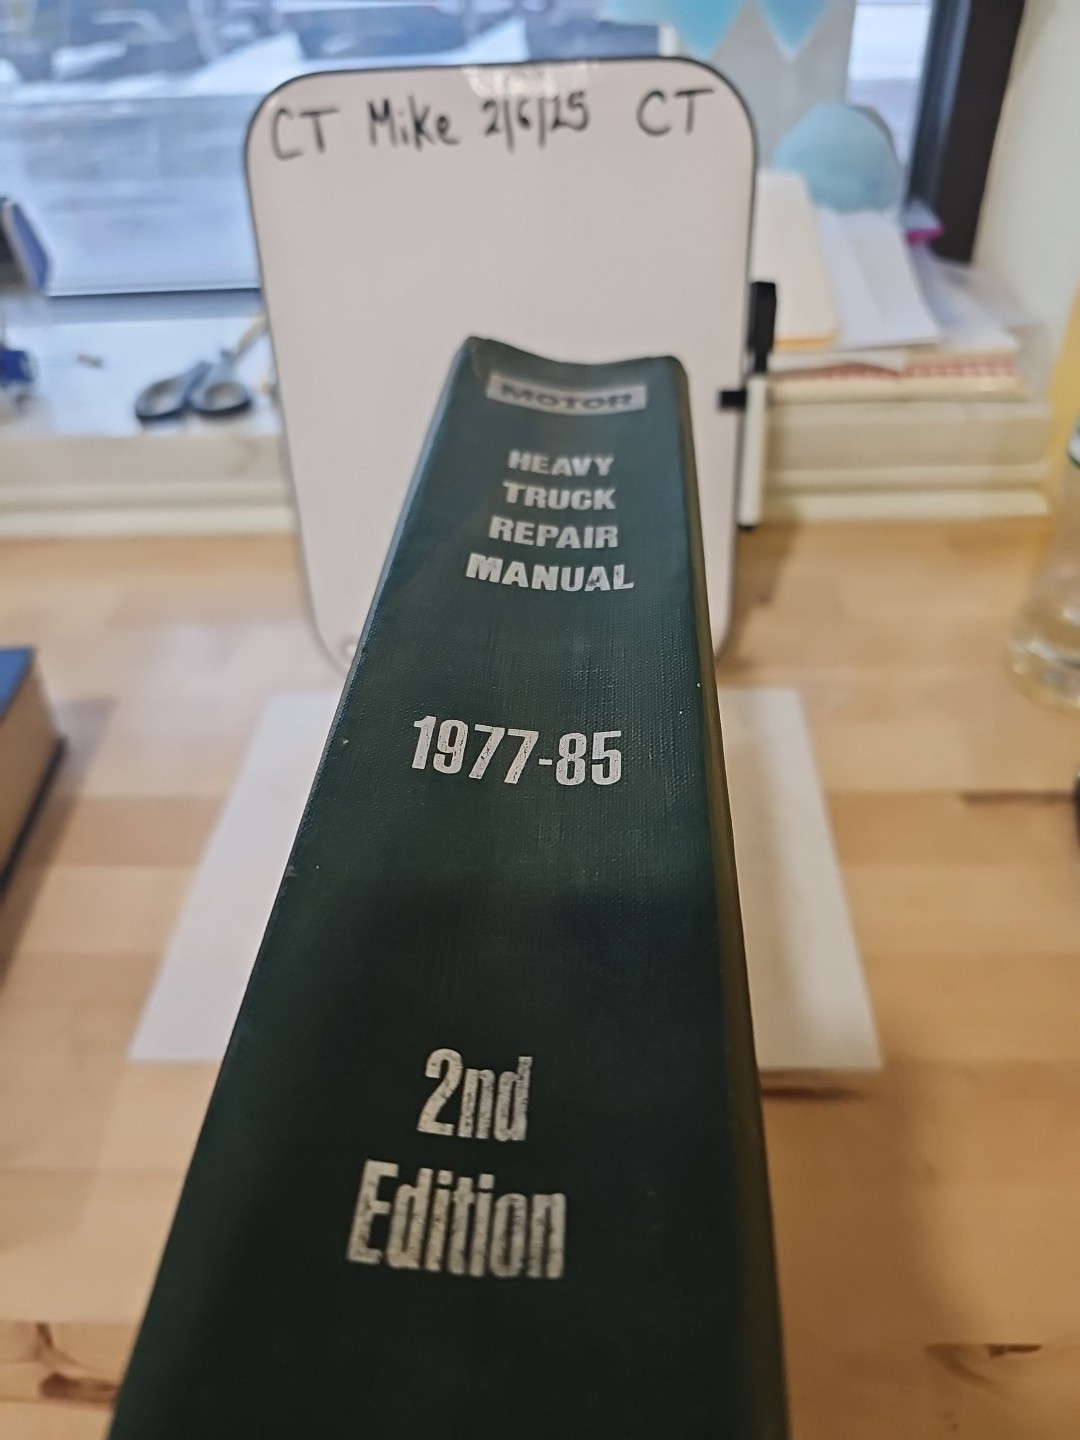 CT Mike 2/6/25 CT
MOTOR
HEAVY
TRUCK
REPAIR
MANUAL
1977-85
2nd
Edition